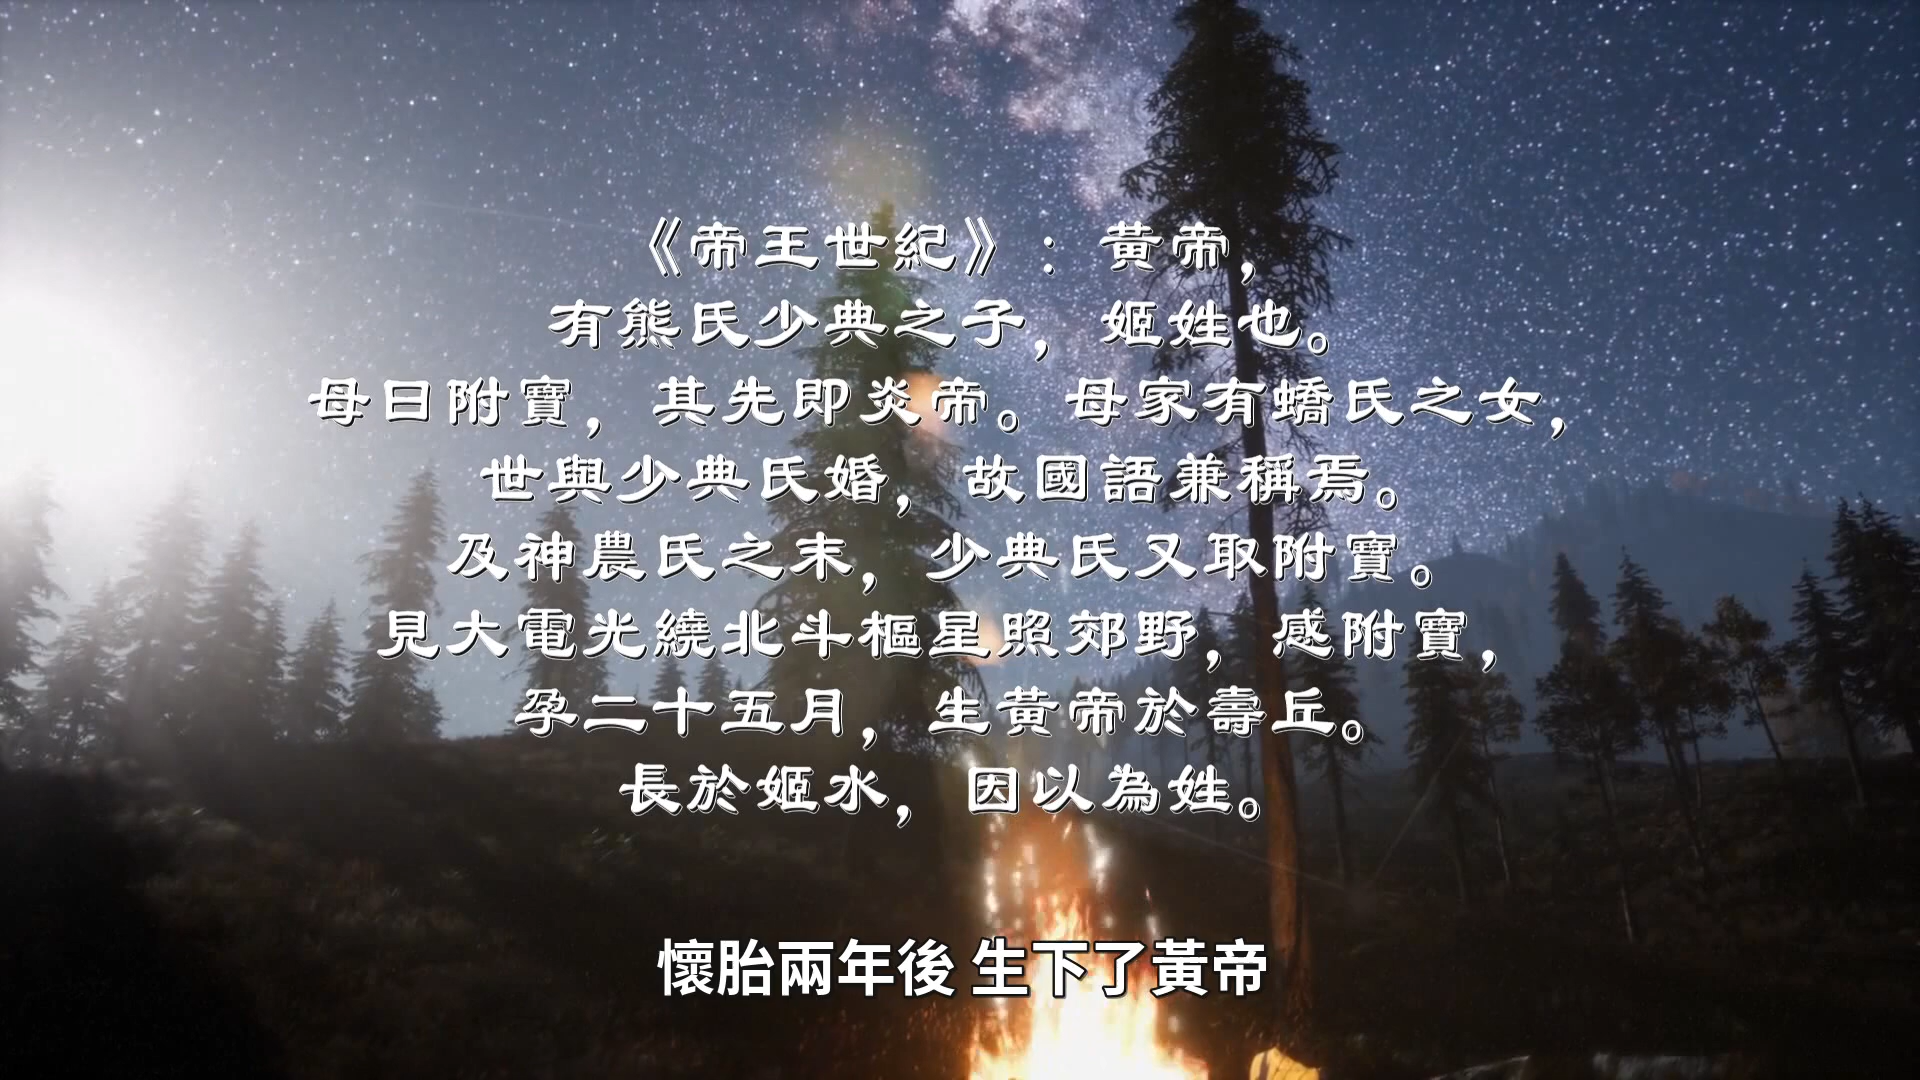 《帝王世紀》：黃帝，
有熊氏少典之子，姬姓也。
母曰附寶，其先即炎帝。母家有蟜氏之女，
世與少典氏婚，故國語兼稱焉。
及神農氏之末，少典氏又取附寶。
見大電光繞北斗樞星照郊野，感附寶，
孕二十五月，生黃帝於壽丘。
長於姬水，因以為姓。
懷胎兩年後 生下了黃帝